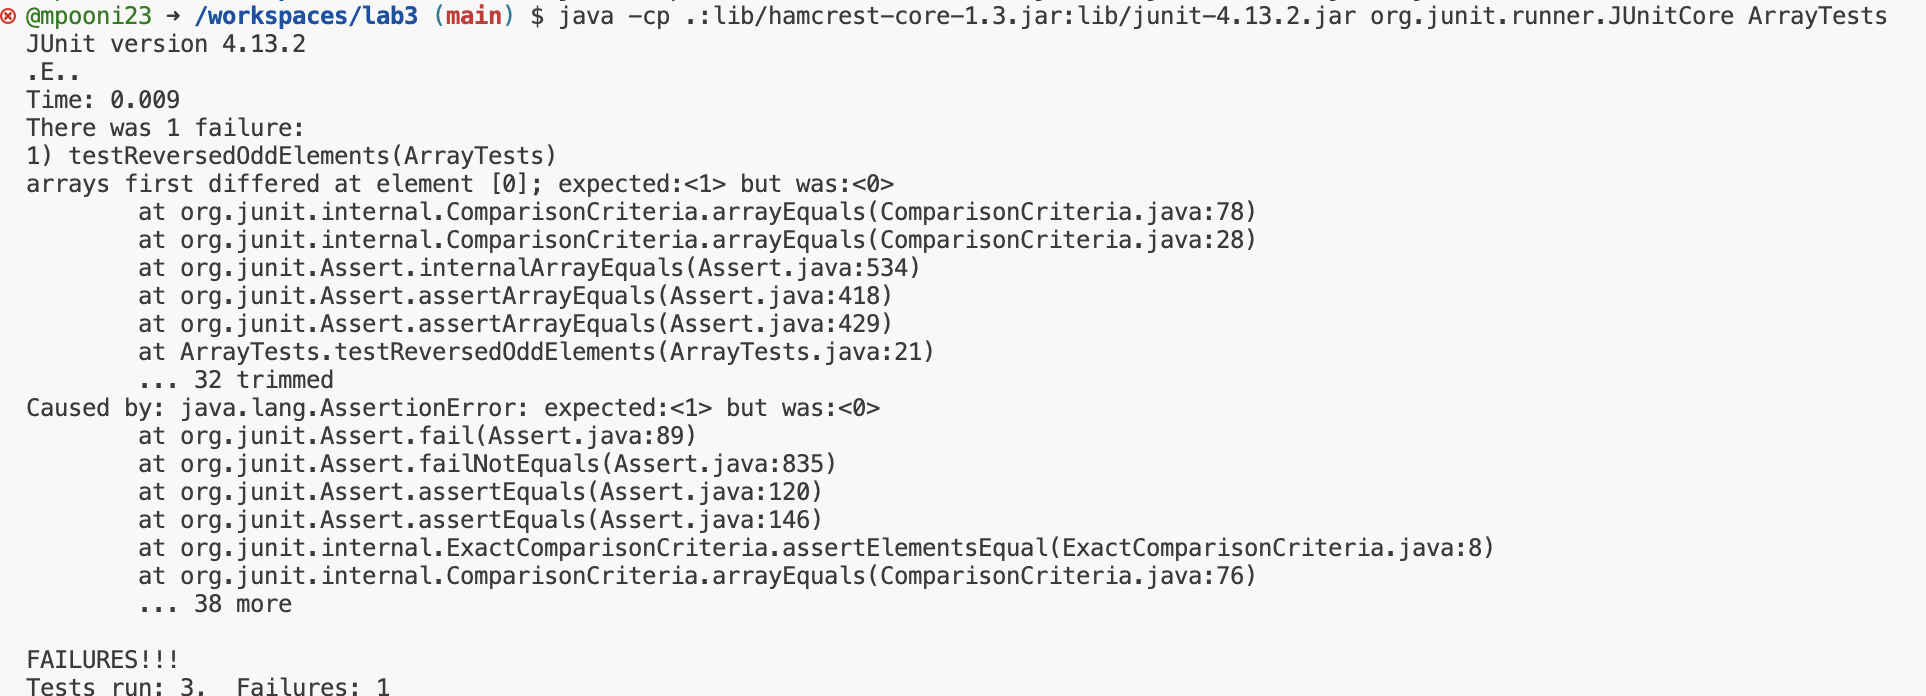 @mpooni23 → /workspaces/lab3 (main) $ java -cp .:lib/hamcrest-core-1.3.jar:lib/junit-4.13.2.jar org.junit.runner.JUnitCore ArrayTests
JUnit version 4.13.2
.E..
Time: 0.009
There was 1 failure:
1) testReversedOddElements(ArrayTests)
arrays first differed at element [0]; expected:<1> but was:<0>
        at org.junit.internal.ComparisonCriteria.arrayEquals(ComparisonCriteria.java:78)
        at org.junit.internal.ComparisonCriteria.arrayEquals(ComparisonCriteria.java:28)
        at org.junit.Assert.internalArrayEquals(Assert.java:534)
        at org.junit.Assert.assertArrayEquals(Assert.java:418)
        at org.junit.Assert.assertArrayEquals(Assert.java:429)
        at ArrayTests.testReversedOddElements(ArrayTests.java:21)
        ... 32 trimmed
Caused by: java.lang.AssertionError: expected:<1> but was:<0>
        at org.junit.Assert.fail(Assert.java:89)
        at org.junit.Assert.failNotEquals(Assert.java:835)
        at org.junit.Assert.assertEquals(Assert.java:120)
        at org.junit.Assert.assertEquals(Assert.java:146)
        at org.junit.internal.ExactComparisonCriteria.assertElementsEqual(ExactComparisonCriteria.java:8)
        at org.junit.internal.ComparisonCriteria.arrayEquals(ComparisonCriteria.java:76)
        ... 38 more

FAILURES!!!
Tests run: 3,  Failures: 1